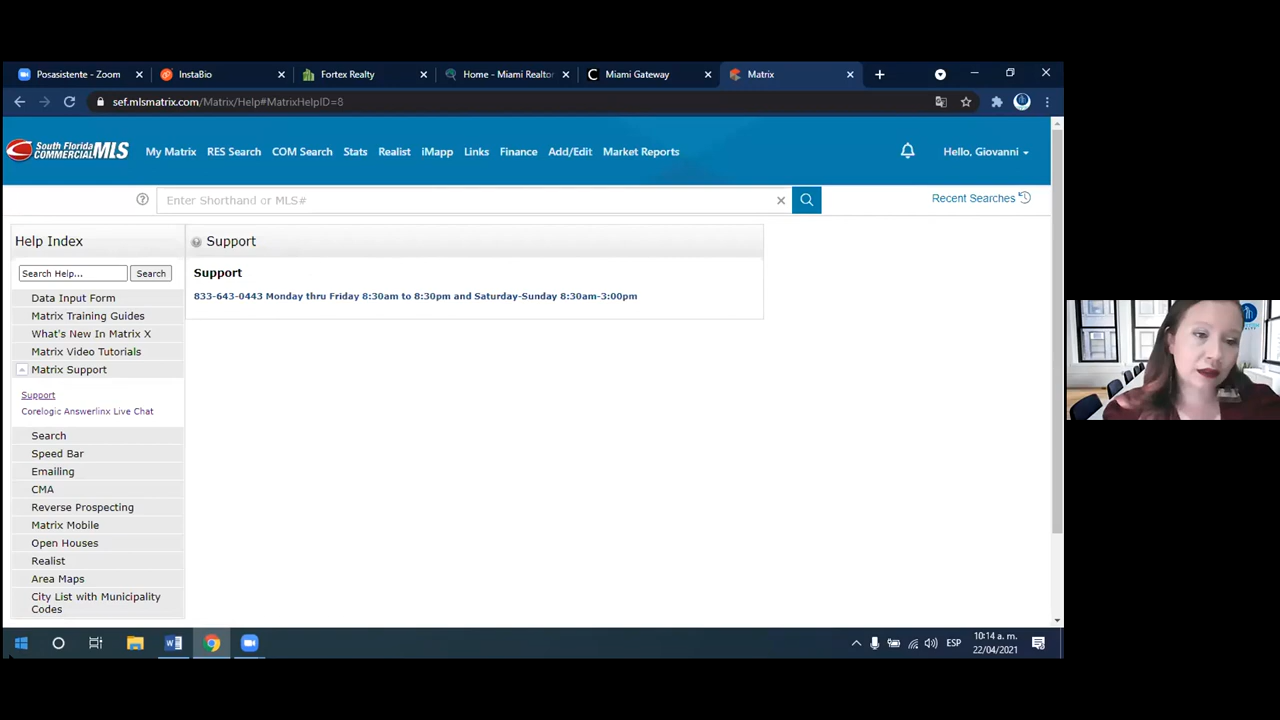 Posasistente - Zoom
InstaBio
Fortex Realty
Home - Miami Realtor
Miami Gateway
Matrix
sef.mlsmatrix.com/Matrix/Help#MatrixHelpID=8
South Florida
COMMERCIAL MLS
My Matrix
RES Search
COM Search
Stats
Realist
iMapp
Links
Finance
Add/Edit
Market Reports
Hello, Giovanni
Enter Shorthand or MLS#
Recent Searches
Help Index
Search Help...
Search
Data Input Form
Matrix Training Guides
What's New In Matrix X
Matrix Video Tutorials
Matrix Support
Support
Corelogic Answerlinx Live Chat
Search
Speed Bar
Emailing
CMA
Reverse Prospecting
Matrix Mobile
Open Houses
Realist
Area Maps
City List with Municipality
Codes
Support
Support
833-643-0443 Monday thru Friday 8:30am to 8:30pm and Saturday-Sunday 8:30am-3:00pm
ESP
10:14 a. m.
22/04/2021